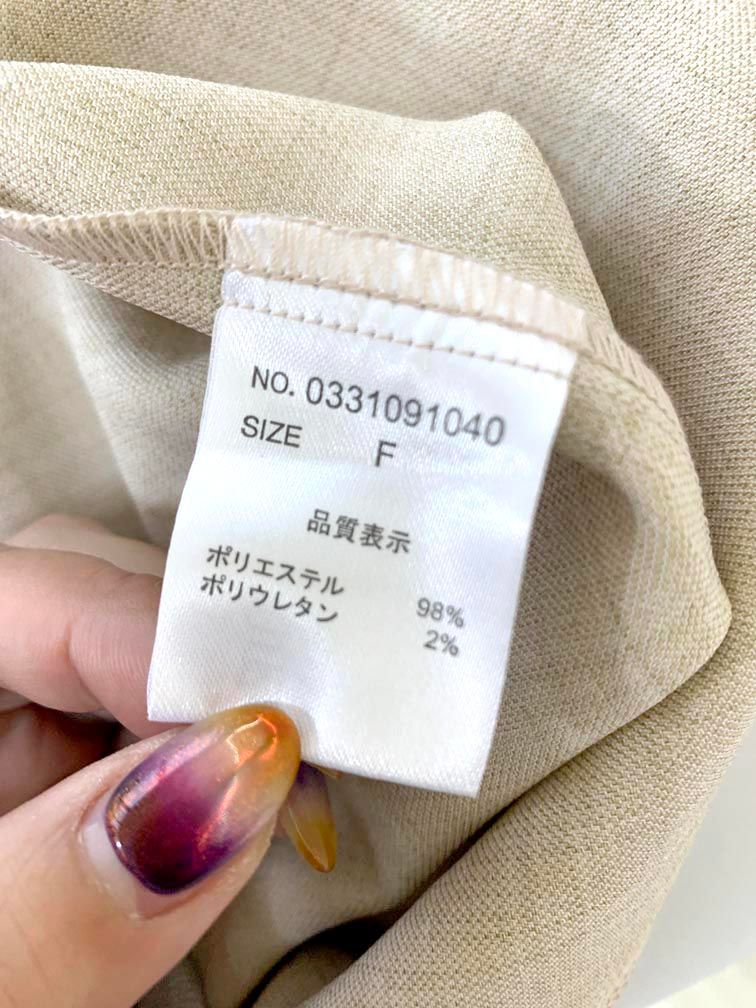 NO. 0331091040
SIZE F
品質表示
ポリエステル 98%
ポリウレタン 2%